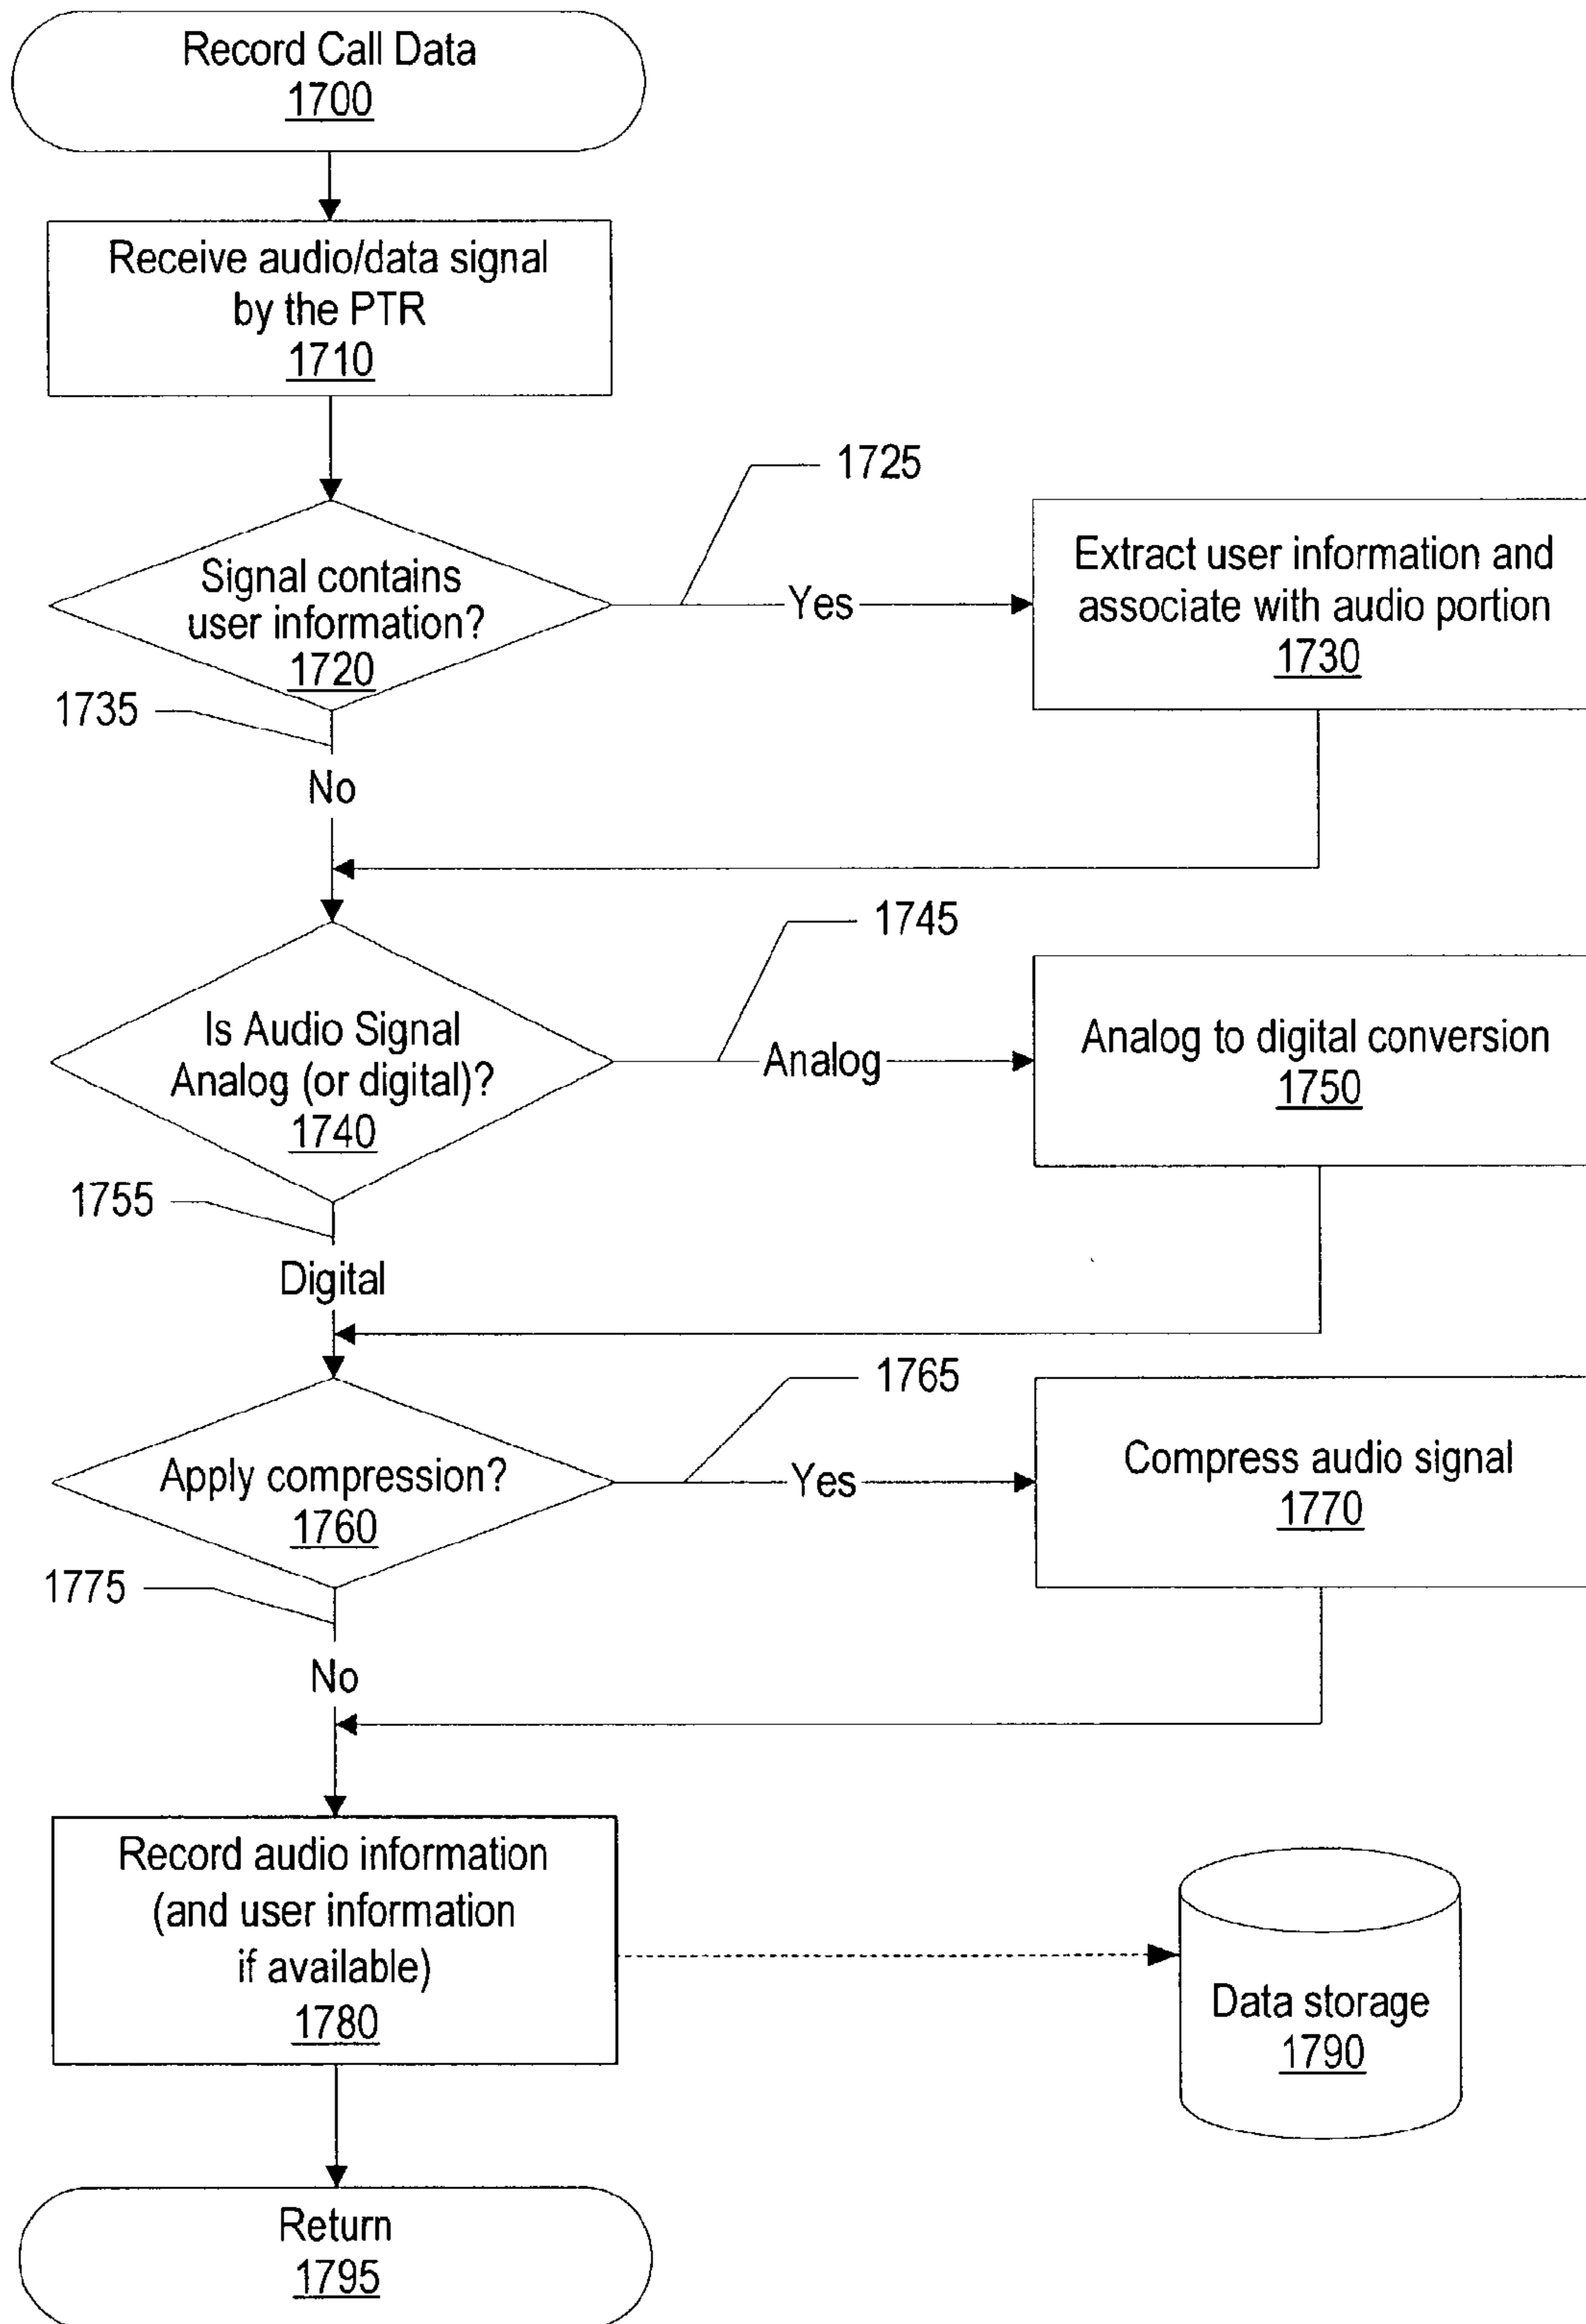 Record Call Data
1700
Receive audio/data signal
by the PTR
1710
1725
Signal contains
user information?
1720
Yes
Extract user information and
associate with audio portion
1730
1735
No
1745
Is Audio Signal
Analog (or digital)?
1740
Analog
Analog to digital conversion
1750
1755
Digital
1765
Apply compression?
1760
Yes
Compress audio signal
1770
1775
No
Record audio information
(and user information
if available)
1780
Data storage
1790
Return
1795